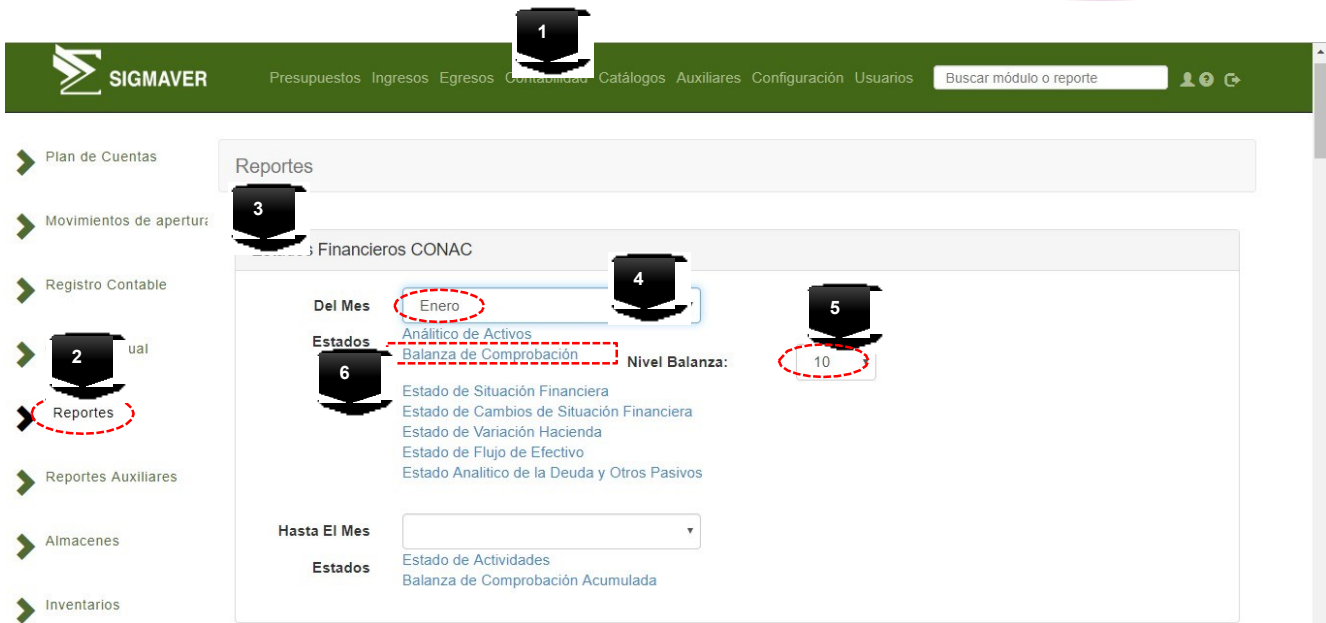 1
SIGMAVER
Presupuestos Ingresos Egresos Contabilidad Catálogos Auxiliares Configuración Usuarios
Buscar módulo o reporte
Plan de Cuentas
Reportes
3
Movimientos de apertura
Financieros CONAC
4
Registro Contable
Del Mes
Enero
5
Estados
Análitico de Activos
2
ual
Balanza de Comprobación
Nivel Balanza:
10
6
Estado de Situación Financiera
Reportes
Estado de Cambios de Situación Financiera
Estado de Variación Hacienda
Estado de Flujo de Efectivo
Reportes Auxiliares
Estado Analitico de la Deuda y Otros Pasivos
Hasta El Mes
Almacenes
Estados
Estado de Actividades
Balanza de Comprobación Acumulada
Inventarios